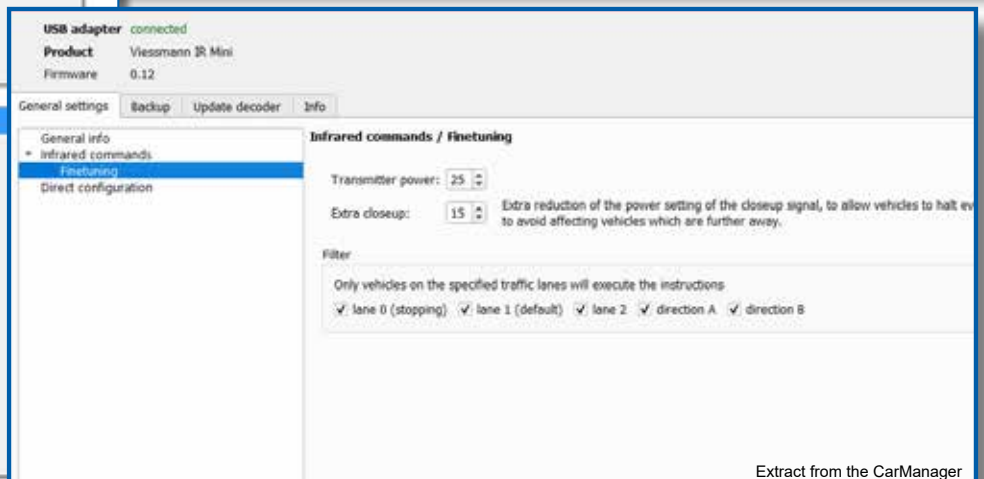 USB adapter connected
Product Viessmann IR Mini
Firmware 0.12
General settings Backup Update decoder Info
General info
Infrared commands
Finetuning
Direct configuration
Infrared commands / Finetuning
Transmitter power: 25
Extra closeup: 15
Extra reduction of the power setting of the closeup signal, to allow vehicles to halt ev
to avoid affecting vehicles which are further away.
Filter
Only vehicles on the specified traffic lanes will execute the instructions
lane 0 (stopping) lane 1 (default) lane 2 direction A direction B
Extract from the CarManager